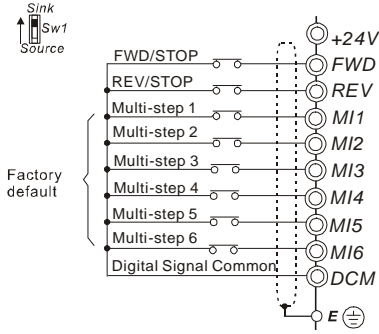 Sink
Sw1
Source
+24V
FWD/STOP
FWD
REV/STOP
REV
Multi-step 1
MI1
Multi-step 2
MI2
Multi-step 3
MI3
Factory
default
Multi-step 4
MI4
Multi-step 5
MI5
Multi-step 6
MI6
Digital Signal Common
DCM
E